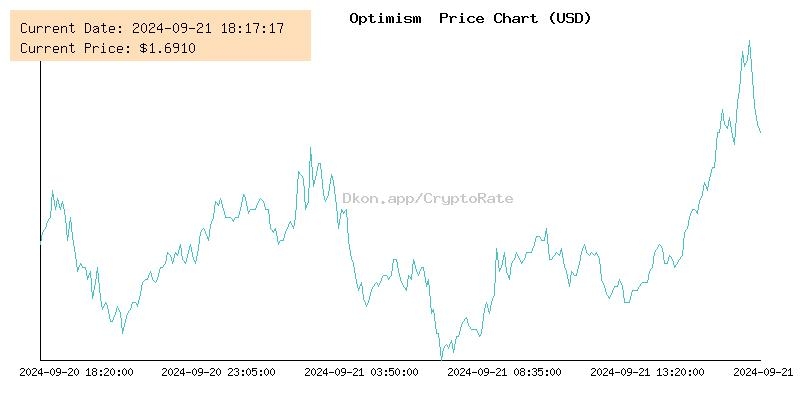 Optimism  Price Chart (USD)
Current Date: 2024-09-21 18:17:17
Current Price: $1.6910
Dkon.app/CryptoRate
2024-09-20 18:20:00 2024-09-20 23:05:00 2024-09-21 03:50:00 2024-09-21 08:35:00 2024-09-21 13:20:00 2024-09-21